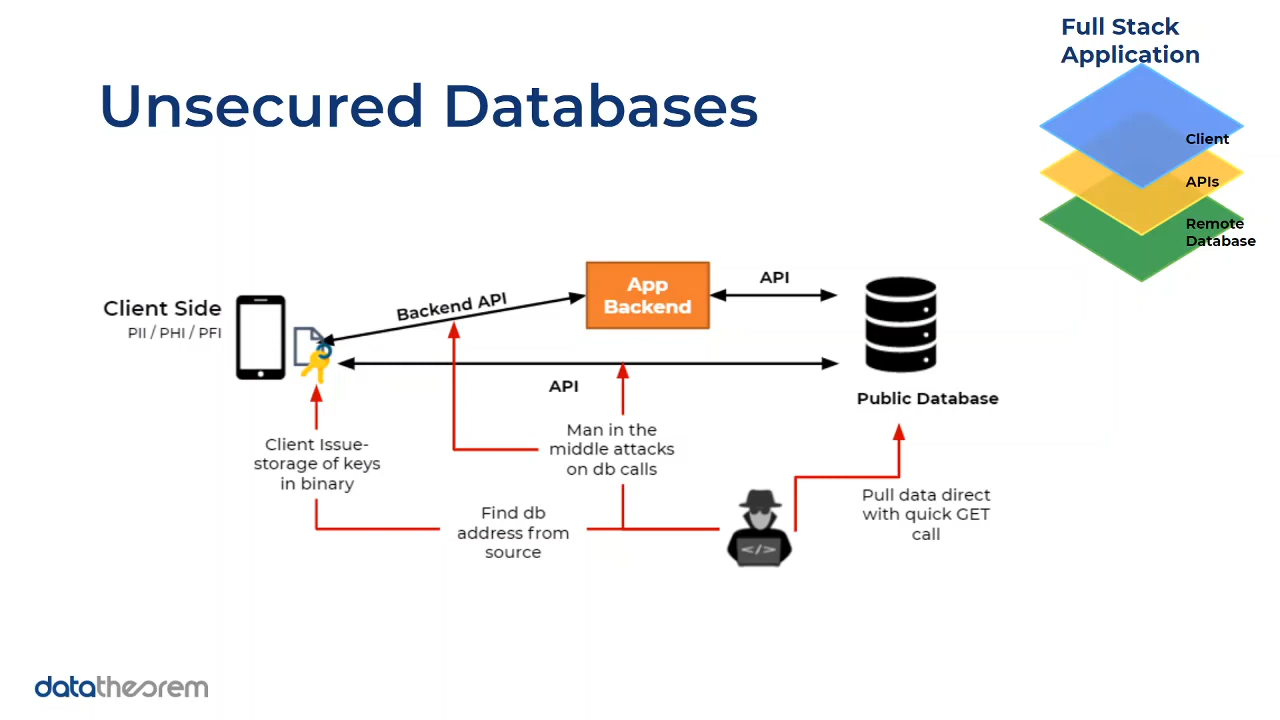 Full Stack
Application
Unsecured Databases
Client
APIs
Remote
Database
Client Side
PII / PHI / PFI
Backend API
App
Backend
API
API
Public Database
Client Issue-
storage of keys
in binary
Man in the
middle attacks
on db calls
Find db
address from
source
</>
Pull data direct
with quick GET
call
datatheorem